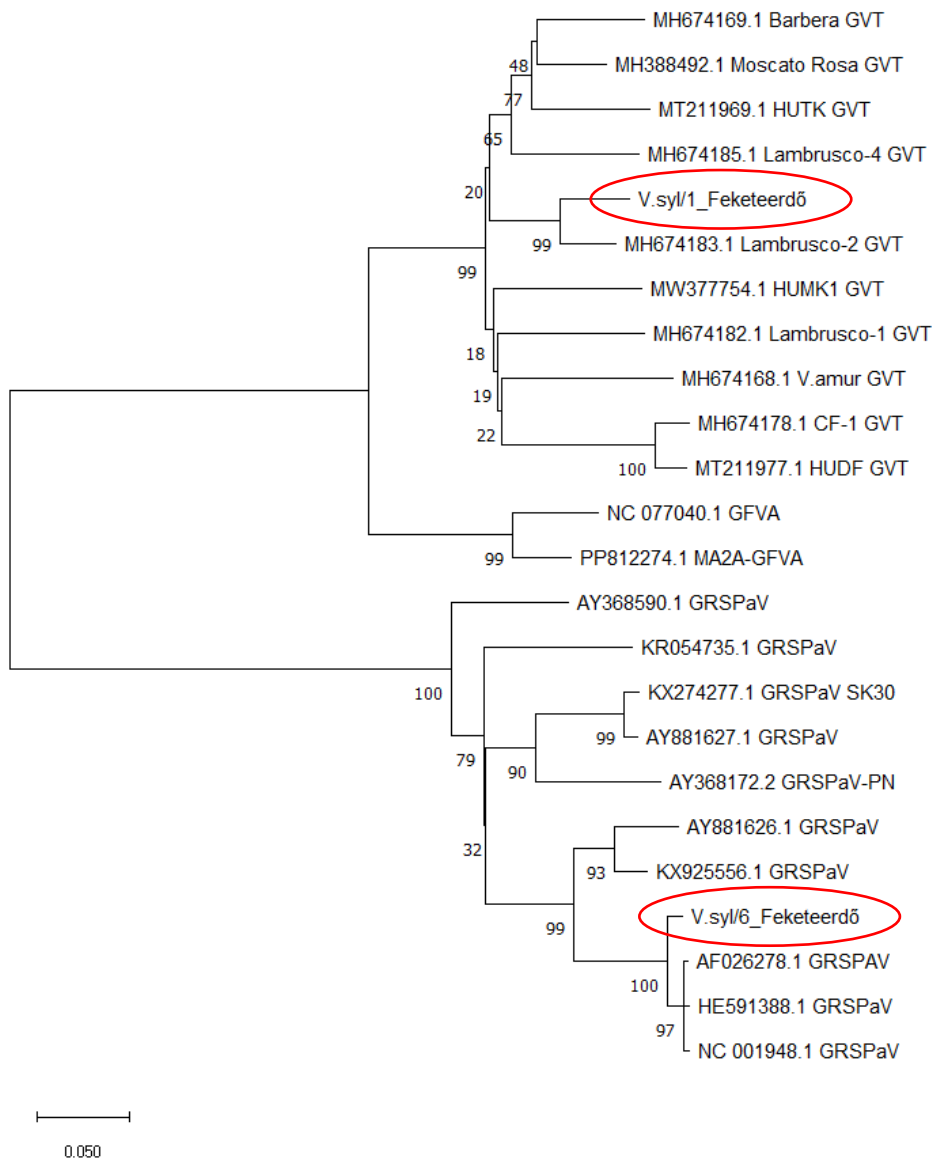 MH674169.1 Barbera GVT
48
MH388492.1 Moscato Rosa GVT
77
MT211969.1 HUTK GVT
65
MH674185.1 Lambrusco-4 GVT
20
V.syl/1_Feketeerdő
99
MH674183.1 Lambrusco-2 GVT
99
MW377754.1 HUMK1 GVT
18
MH674182.1 Lambrusco-1 GVT
19
MH674168.1 V.amur GVT
22
MH674178.1 CF-1 GVT
100
MT211977.1 HUDF GVT
NC 077040.1 GFVA
99
PP812274.1 MA2A-GFVA
AY368590.1 GRSPaV
100
KR054735.1 GRSPaV
79
KX274277.1 GRSPaV SK30
99
AY881627.1 GRSPaV
90
AY368172.2 GRSPaV-PN
32
AY881626.1 GRSPaV
93
KX925556.1 GRSPaV
99
V.syl/6_Feketeerdő
100
AF026278.1 GRSPAV
HE591388.1 GRSPaV
97
NC 001948.1 GRSPaV
0.050